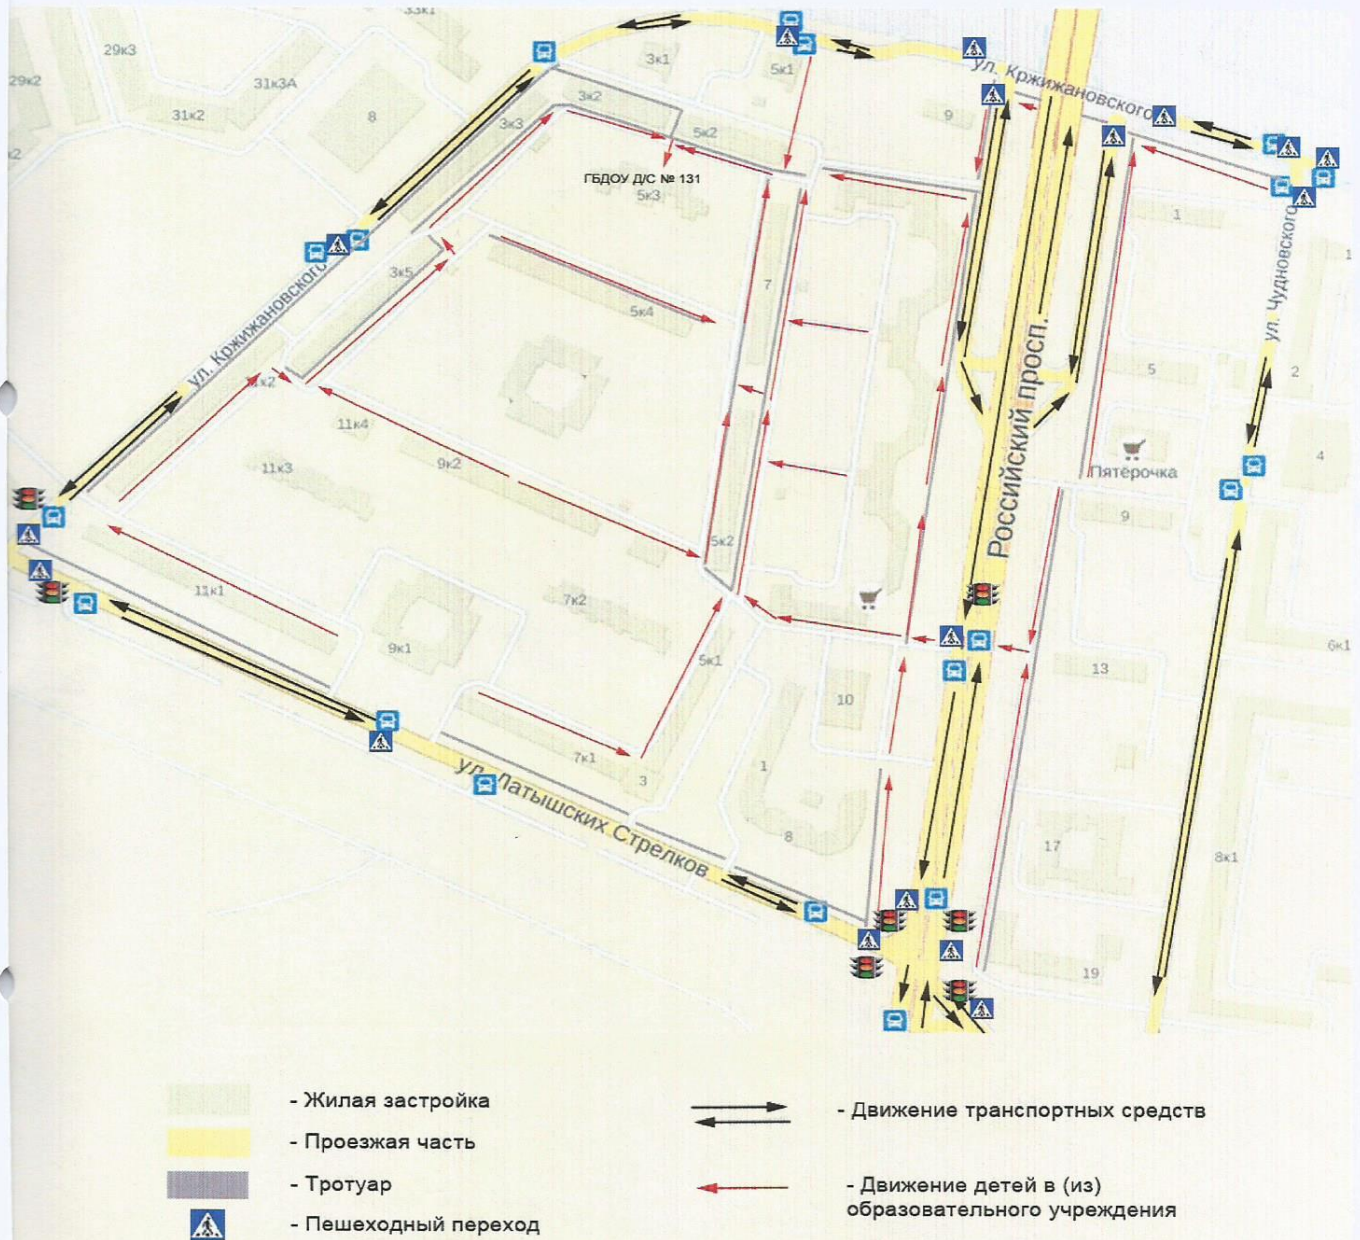 33к1
29к3
3к1
5к1
29к2
31к3А
31к2
8
3к2
3к3
5к2
9
ул. Кржижановского
ГБДОУ Д/С № 131
5к3
1
ул. Чудновского
1
3к5
7
5к4
ул. Кржижановского
Российский просп.
5
2
11к4
9к2
11к3
Пятёрочка
4
9
5к2
11к1
7к2
9к1
5к1
13
6к1
10
7к1
3
1
ул. Латышских Стрелков
8
17
8к1
19
- Жилая застройка
- Проезжая часть
- Тротуар
- Пешеходный переход
- Движение транспортных средств
- Движение детей в (из)
образовательного учреждения